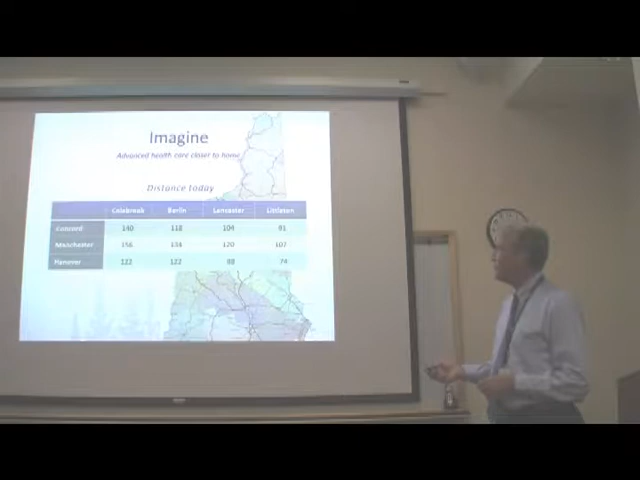 Imagine
Advanced health care closer to home
Distance today
Colebrook Berlin Lancaster Littleton
Concord 140 118 104 91
Manchester 156 134 120 107
Hanover 122 122 88 74